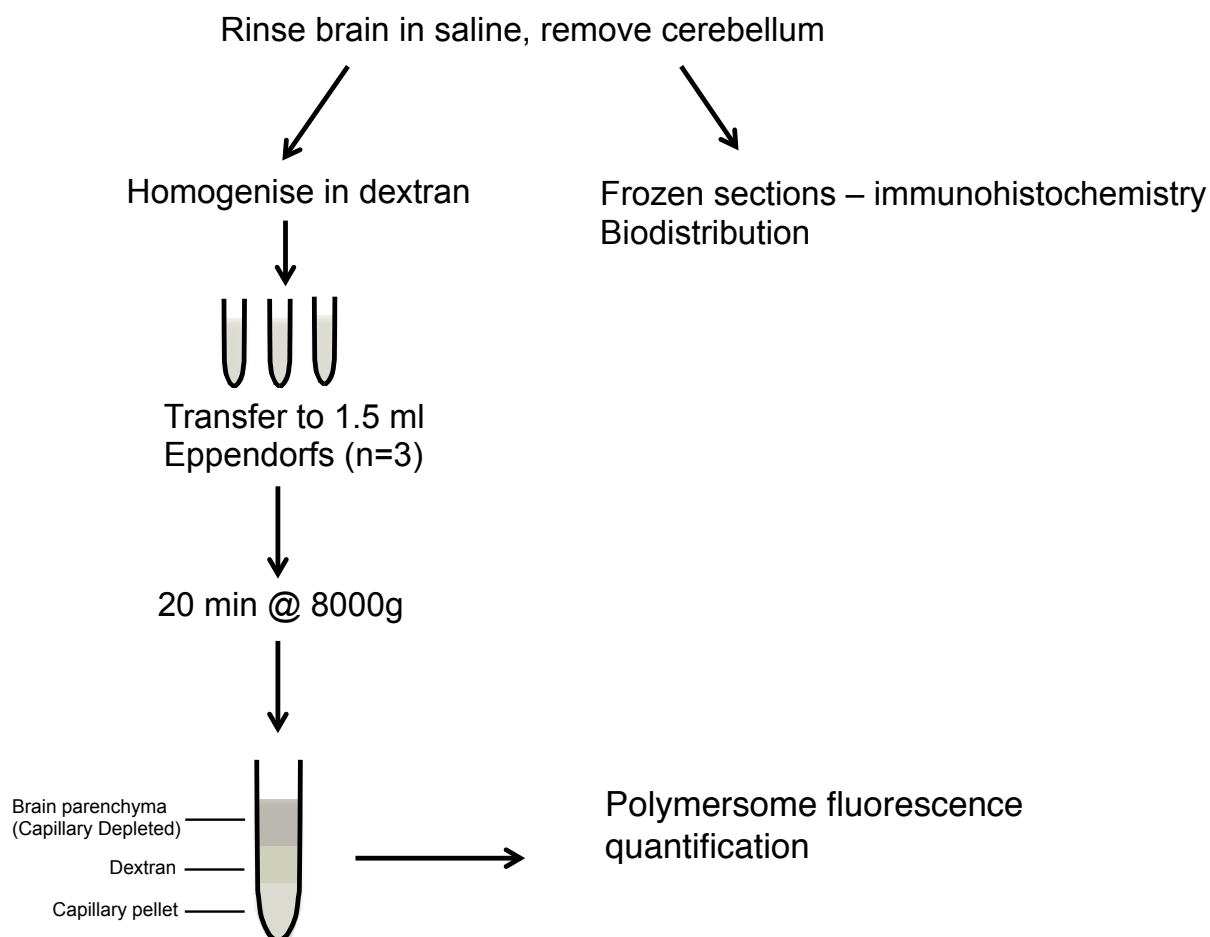 Rinse brain in saline, remove cerebellum
Homogenise in dextran
Frozen sections – immunohistochemistry
Biodistribution
Transfer to 1.5 ml
Eppendorfs (n=3)
20 min @ 8000g
Brain parenchyma
(Capillary Depleted)
Dextran
Capillary pellet
Polymersome fluorescence
quantification